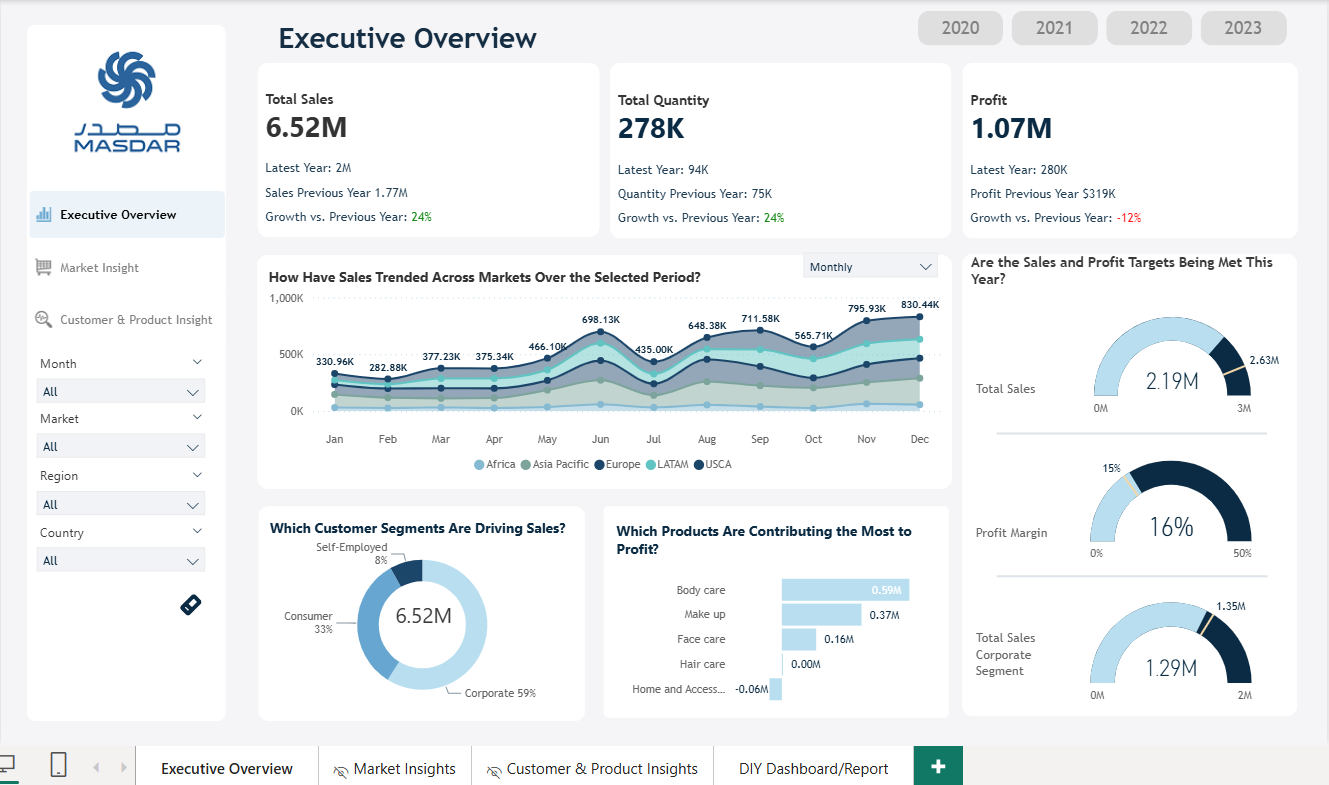 Executive Overview
2020
2021
2022
2023
مصدر
MASDAR
Executive Overview
Market Insight
Customer & Product Insight
Month
All
Market
All
Region
All
Country
All
Total Sales
6.52M
Latest Year: 2M
Sales Previous Year 1.77M
Growth vs. Previous Year: 24%
Total Quantity
278K
Latest Year: 94K
Quantity Previous Year: 75K
Growth vs. Previous Year: 24%
Profit
1.07M
Latest Year: 280K
Profit Previous Year $319K
Growth vs. Previous Year: -12%
How Have Sales Trended Across Markets Over the Selected Period?
Monthly
1,000K
500K
0K
330.96K
282.88K
377.23K
375.34K
466.10K
698.13K
435.00K
648.38K
711.58K
565.71K
795.93K
830.44K
Jan Feb Mar Apr May Jun Jul Aug Sep Oct Nov Dec
Africa Asia Pacific Europe LATAM USCA
Are the Sales and Profit Targets Being Met This
Year?
Total Sales
2.19M
2.63M
0M
3M
Profit Margin
15%
16%
0%
50%
Total Sales
Corporate
Segment
1.35M
1.29M
0M
2M
Which Customer Segments Are Driving Sales?
Self-Employed
8%
Consumer
33%
6.52M
Corporate 59%
Which Products Are Contributing the Most to
Profit?
Body care 0.59M
Make up 0.37M
Face care 0.16M
Hair care 0.00M
Home and Access... -0.06M
Executive Overview
Market Insights
Customer & Product Insights
DIY Dashboard/Report
+